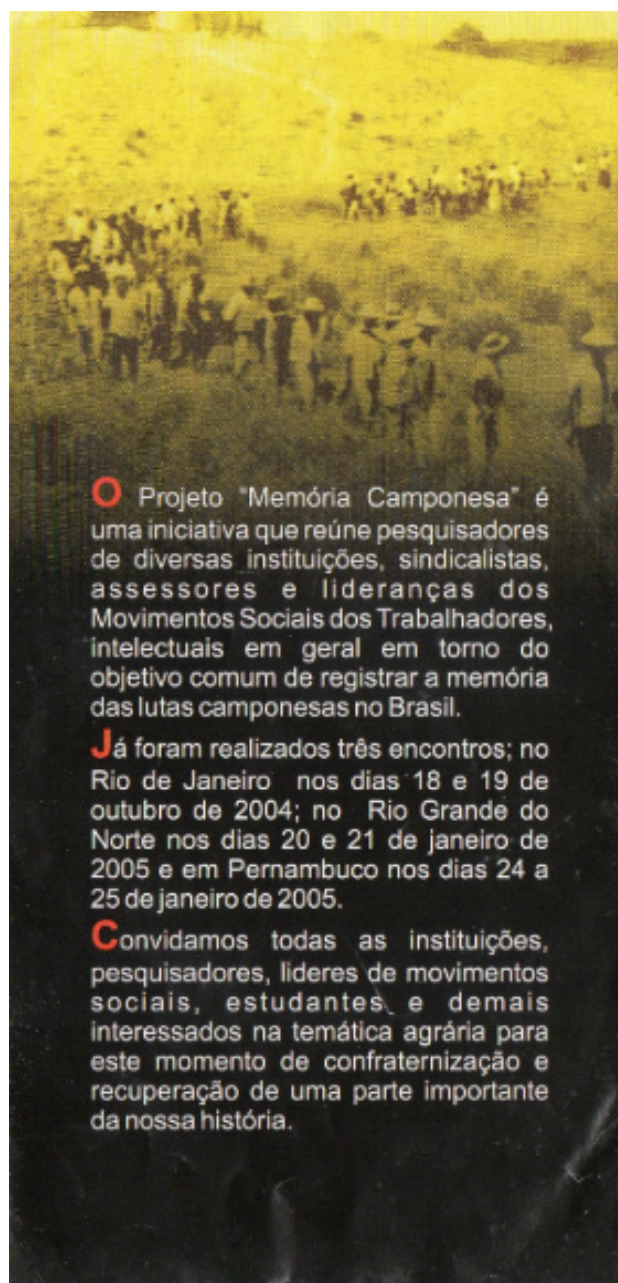 O Projeto "Memória Camponesa" é
uma iniciativa que reúne pesquisadores
de diversas instituições, sindicalistas,
assessores e lideranças dos
Movimentos Sociais dos Trabalhadores,
intelectuais em geral em torno do
objetivo comum de registrar a memória
das lutas camponesas no Brasil.
Já foram realizados três encontros; no
Rio de Janeiro nos dias 18 e 19 de
outubro de 2004; no Rio Grande do
Norte nos dias 20 e 21 de janeiro de
2005 e em Pernambuco nos dias 24 a
25 de janeiro de 2005.
Convidamos todas as instituições,
pesquisadores, lideres de movimentos
sociais, estudantes e demais
interessados na temática agrária para
este momento de confraternização e
recuperação de uma parte importante
da nossa história.